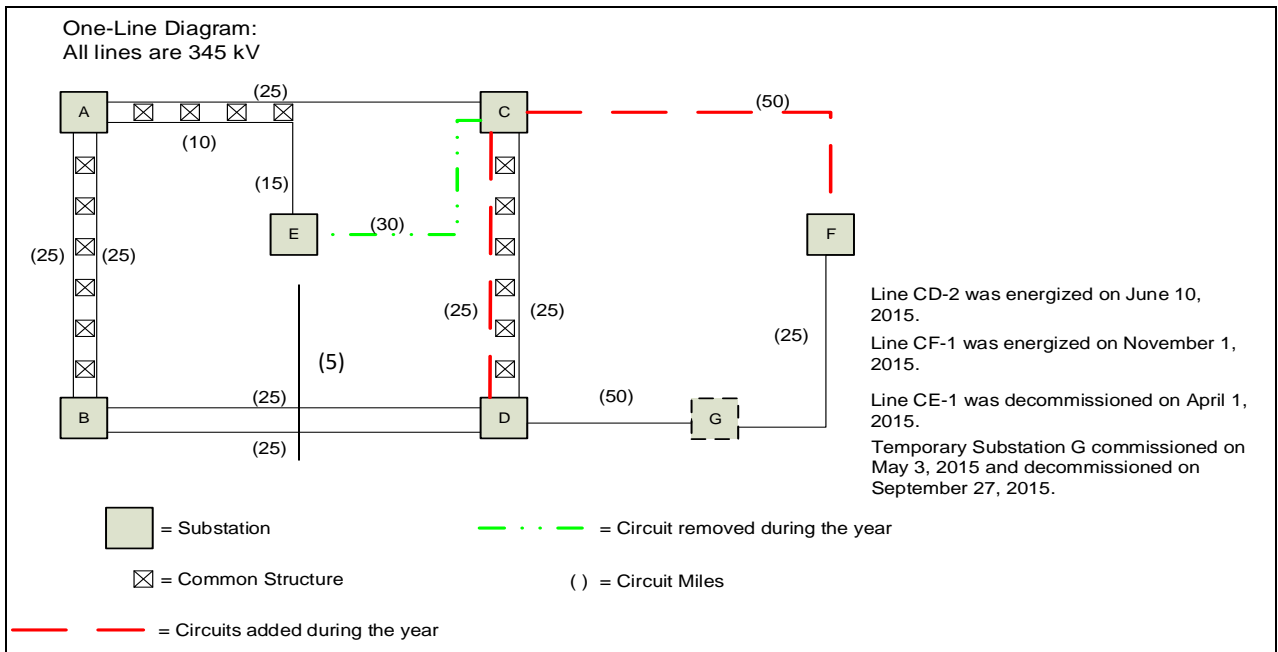 One-Line Diagram:
All lines are 345 kV
(25)
(50)
A
C
(10)
(15)
E
(30)
F
(25)
(25)
(25)
(25)
(25)
(5)
Line CD-2 was energized on June 10,
2015.
Line CF-1 was energized on November 1,
2015.
(25)
(50)
Line CE-1 was decommissioned on April 1,
2015.
B
D
G
(25)
Temporary Substation G commissioned on
May 3, 2015 and decommissioned on
September 27, 2015.
= Substation
= Circuit removed during the year
= Common Structure
( ) = Circuit Miles
= Circuits added during the year